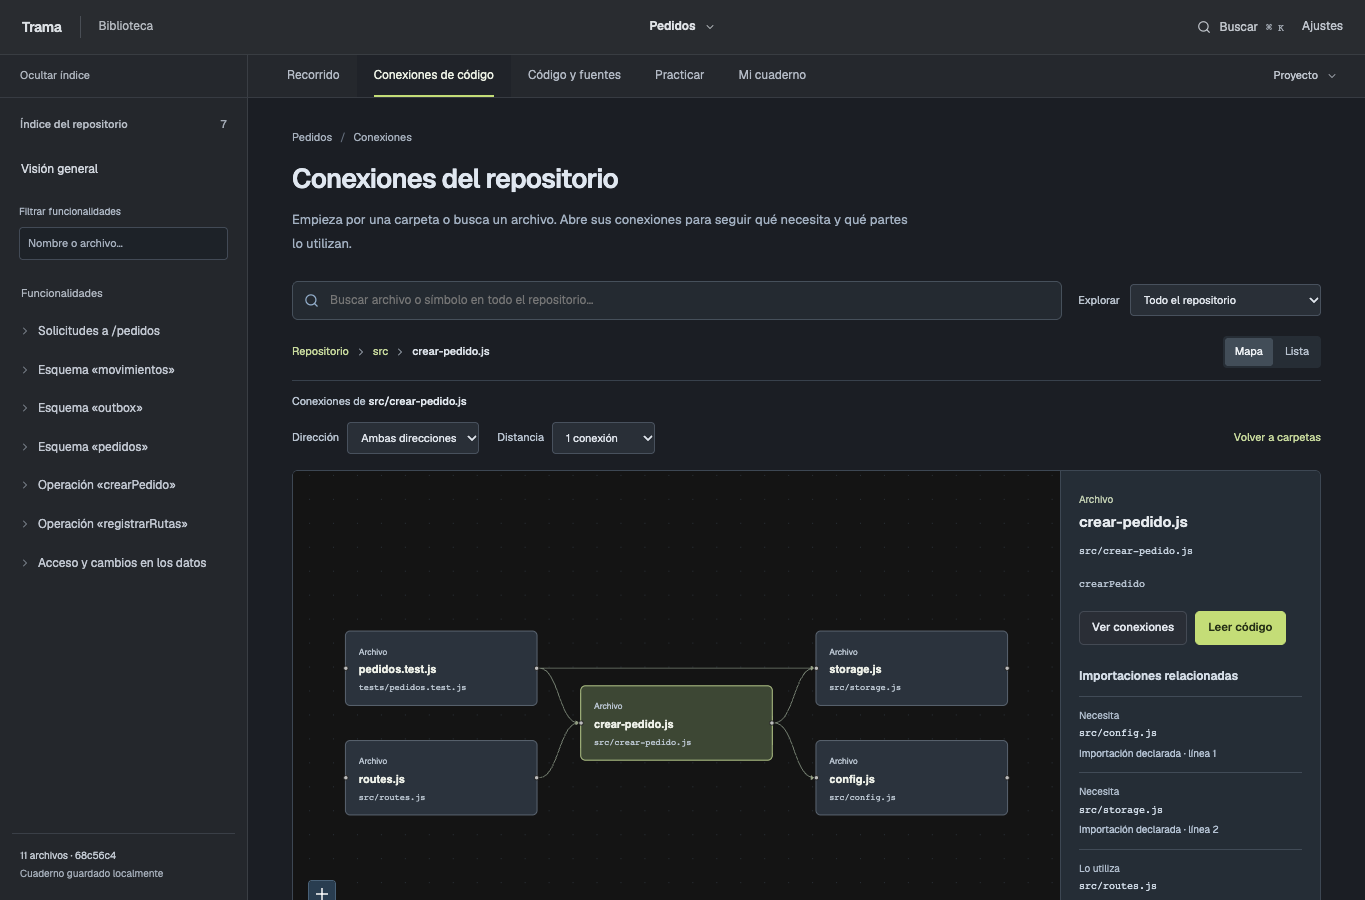 Trama
Biblioteca
Pedidos
Buscar ⌘ K
Ajustes
Ocultar índice
Recorrido
Conexiones de código
Código y fuentes
Practicar
Mi cuaderno
Proyecto
Índice del repositorio 7
Visión general
Filtrar funcionalidades
Nombre o archivo…
Funcionalidades
Solicitudes a /pedidos
Esquema «movimientos»
Esquema «outbox»
Esquema «pedidos»
Operación «crearPedido»
Operación «registrarRutas»
Acceso y cambios en los datos
11 archivos · 68c56c4
Cuaderno guardado localmente
Pedidos / Conexiones
Conexiones del repositorio
Empieza por una carpeta o busca un archivo. Abre sus conexiones para seguir qué necesita y qué partes
lo utilizan.
Buscar archivo o símbolo en todo el repositorio…
Explorar
Todo el repositorio
Repositorio > src > crear-pedido.js
Mapa
Lista
Conexiones de src/crear-pedido.js
Dirección
Ambas direcciones
Distancia
1 conexión
Volver a carpetas
Archivo
pedidos.test.js
tests/pedidos.test.js
Archivo
routes.js
src/routes.js
Archivo
crear-pedido.js
src/crear-pedido.js
Archivo
storage.js
src/storage.js
Archivo
config.js
src/config.js
+
Archivo
crear-pedido.js
src/crear-pedido.js
crearPedido
Ver conexiones
Leer código
Importaciones relacionadas
Necesita
src/config.js
Importación declarada · línea 1
Necesita
src/storage.js
Importación declarada · línea 2
Lo utiliza
src/routes.js